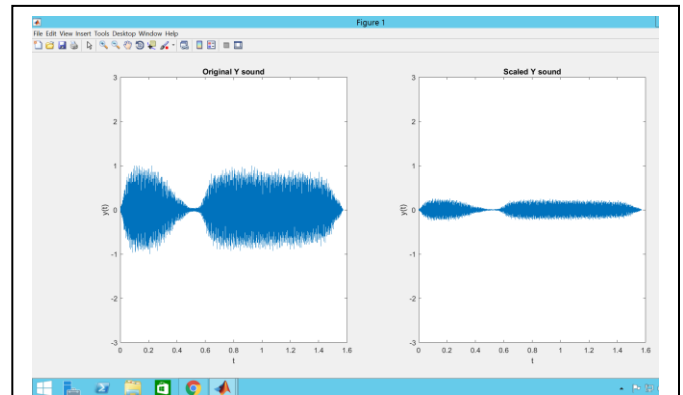 Figure 1
File Edit View Insert Tools Desktop Window Help
Original Y sound
3
2
1
0
-1
-2
-3
y(t)
0 0.2 0.4 0.6 0.8 1 1.2 1.4 1.6
t
Scaled Y sound
3
2
1
0
-1
-2
-3
y(t)
0 0.2 0.4 0.6 0.8 1 1.2 1.4 1.6
t